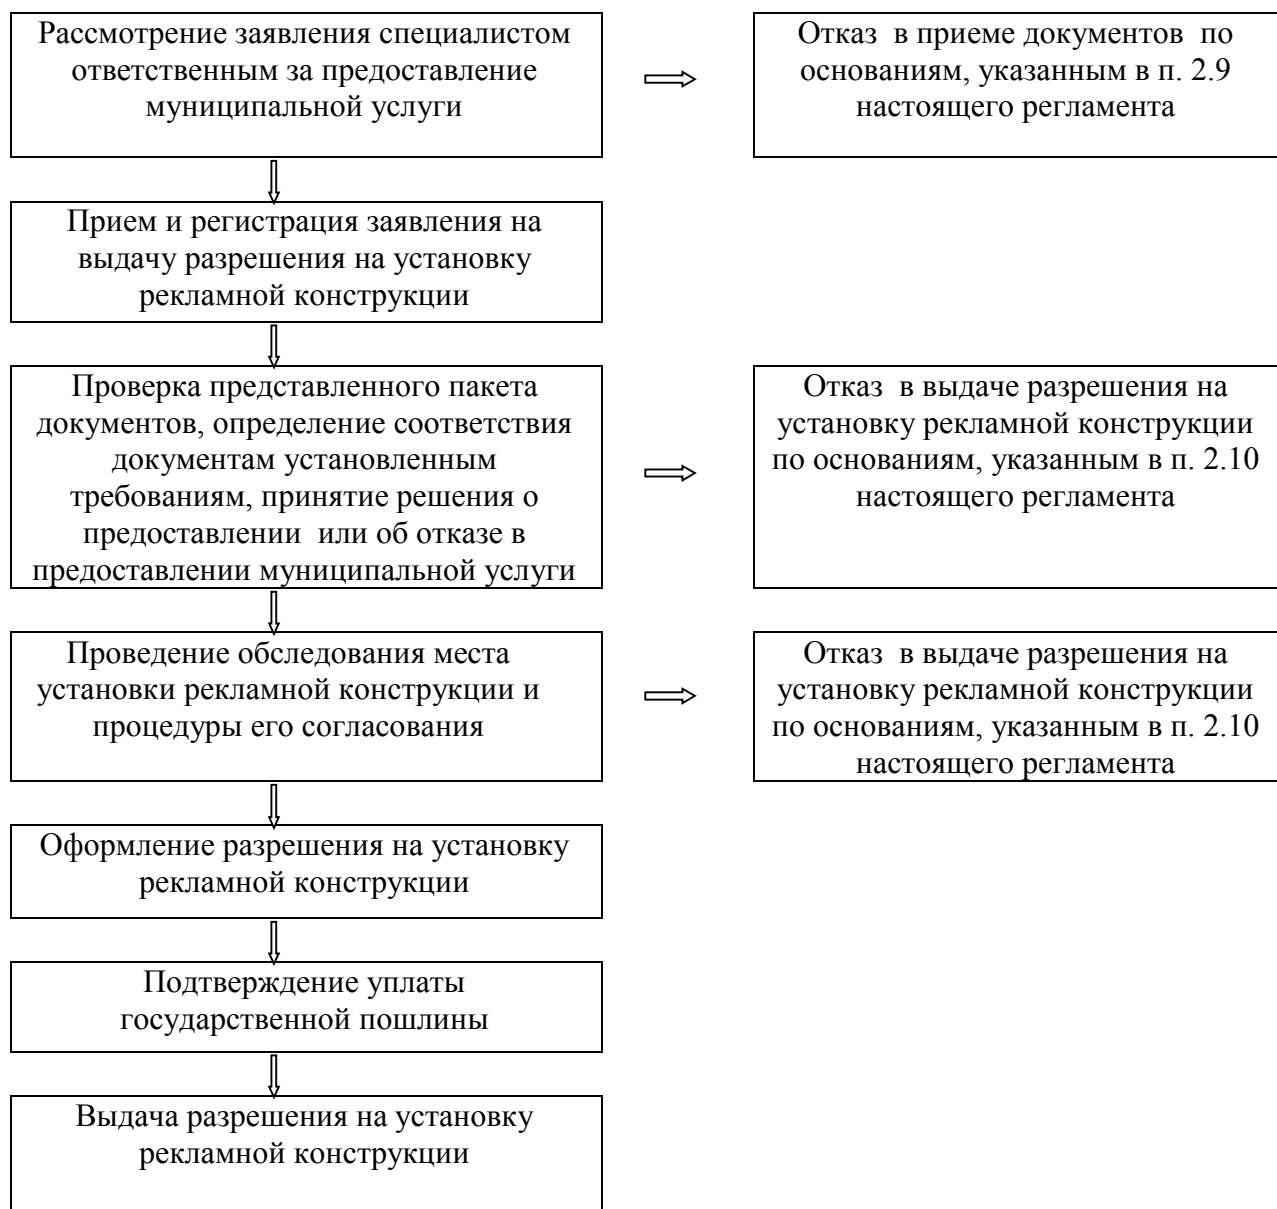 Рассмотрение заявления специалистом
ответственным за предоставление
муниципальной услуги
Отказ  в приеме документов  по
основаниям, указанным в п. 2.9
настоящего регламента
Прием и регистрация заявления на
выдачу разрешения на установку
рекламной конструкции
Проверка представленного пакета
документов, определение соответствия
документам установленным
требованиям, принятие решения о
предоставлении  или об отказе в
предоставлении муниципальной услуги
Отказ  в выдаче разрешения на
установку рекламной конструкции
по основаниям, указанным в п. 2.10
настоящего регламента
Проведение обследования места
установки рекламной конструкции и
процедуры его согласования
Отказ  в выдаче разрешения на
установку рекламной конструкции
по основаниям, указанным в п. 2.10
настоящего регламента
Оформление разрешения на установку
рекламной конструкции
Подтверждение уплаты
государственной пошлины
Выдача разрешения на установку
рекламной конструкции